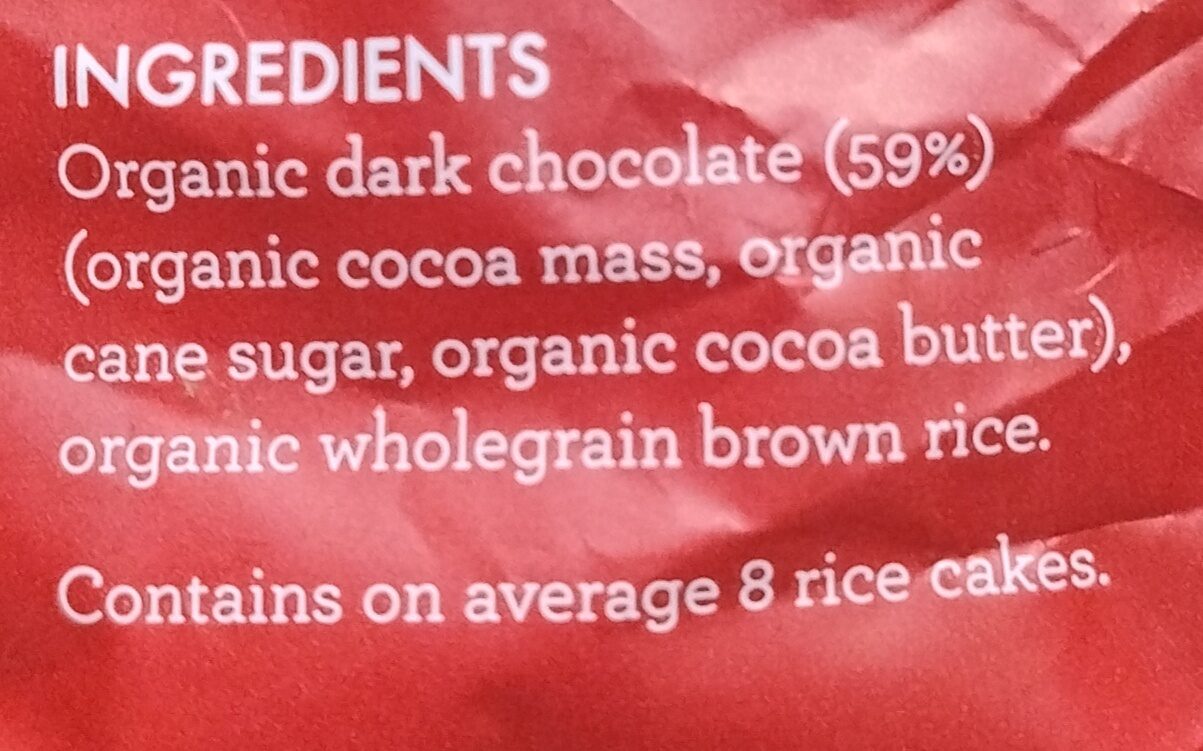 INGREDIENTS
Organic dark chocolate (59%)
(organic cocoa mass, organic
cane sugar, organic cocoa butter),
organic wholegrain brown rice.
Contains on average 8 rice cakes.